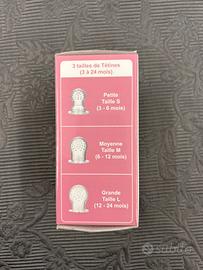 3 tailles de Tétines
(3 à 24 mois)
Petite
Taille S
(3 - 6 mois)
Moyenne
Taille M
(6 - 12 mois)
Grande
Taille L
(12 - 24 mois)
subito